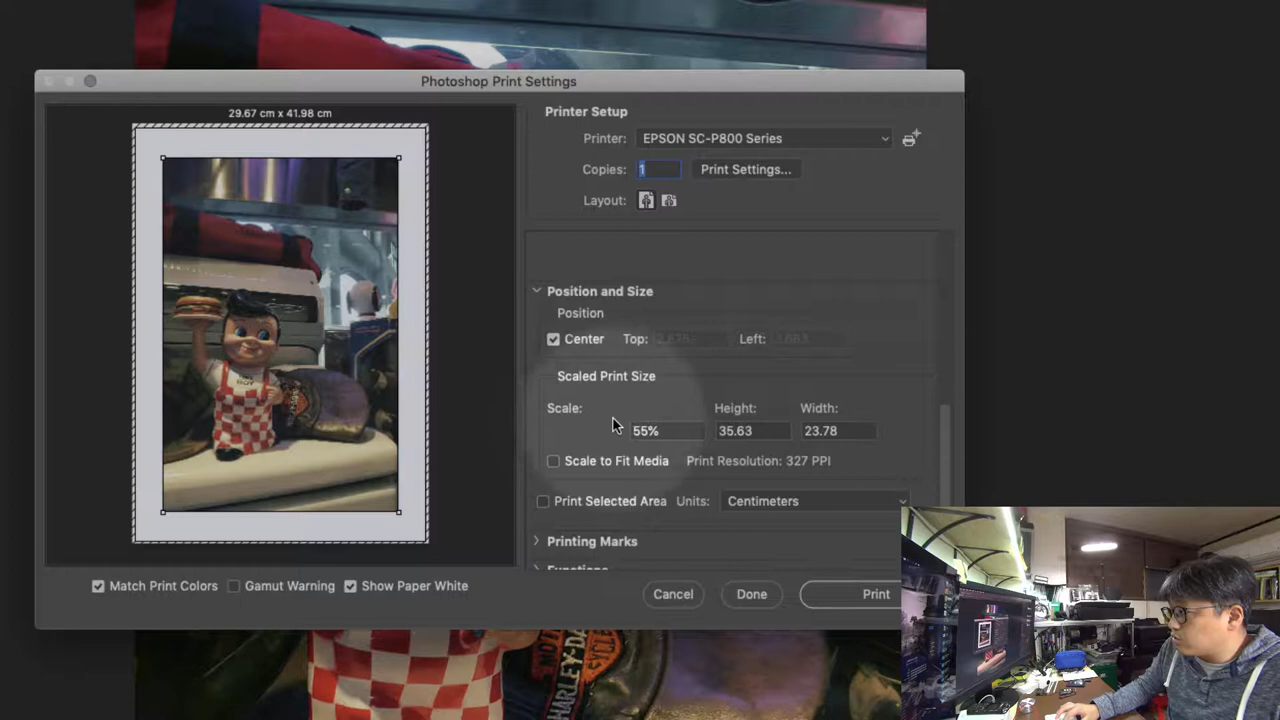 Photoshop Print Settings
29.67 cm x 41.98 cm
Printer Setup
Printer: EPSON SC-P800 Series
Copies: 1 Print Settings...
Layout:
Position and Size
Position
Center Top: Left:
Scaled Print Size
Scale: Height: Width:
55% 35.63 23.78
Scale to Fit Media Print Resolution: 327 PPI
Print Selected Area Units: Centimeters
Printing Marks
Functions
Match Print Colors Gamut Warning Show Paper White
Cancel Done Print
HARLEY-DA